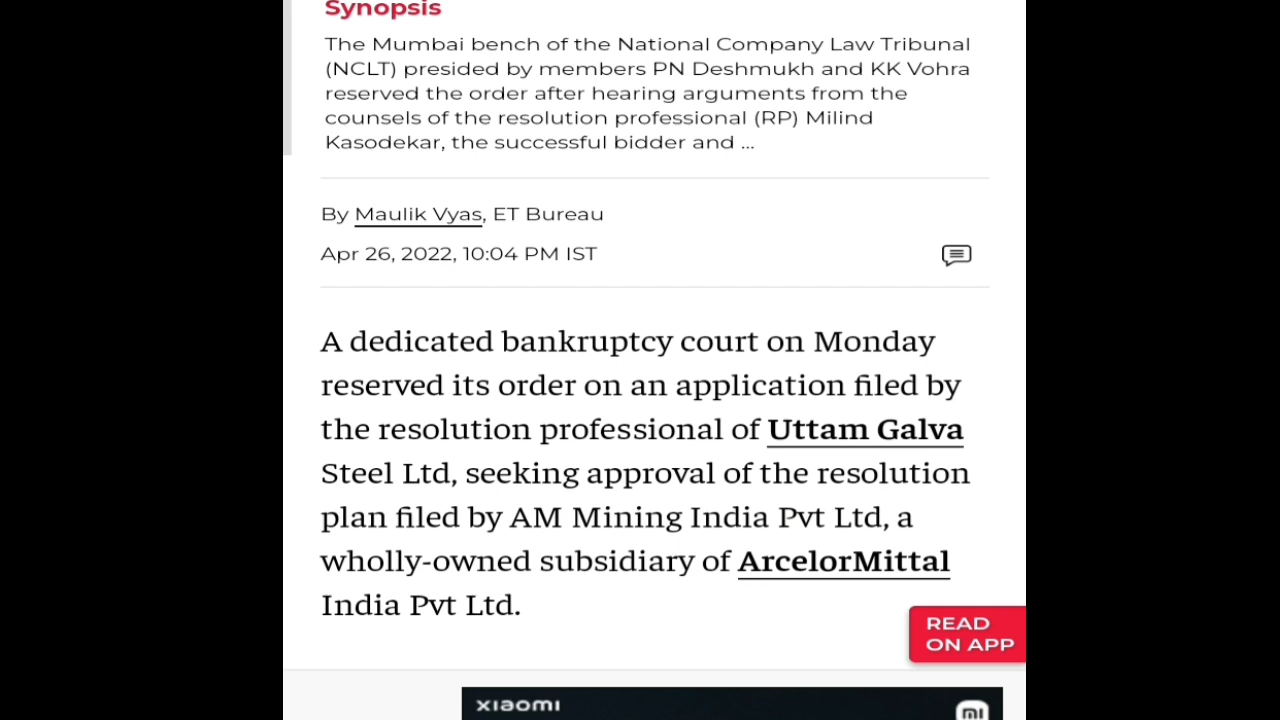 Synopsis
The Mumbai bench of the National Company Law Tribunal
(NCLT) presided by members PN Deshmukh and KK Vohra
reserved the order after hearing arguments from the
counsels of the resolution professional (RP) Milind
Kasodekar, the successful bidder and ...
By Maulik Vyas, ET Bureau
Apr 26, 2022, 10:04 PM IST
A dedicated bankruptcy court on Monday
reserved its order on an application filed by
the resolution professional of Uttam Galva
Steel Ltd, seeking approval of the resolution
plan filed by AM Mining India Pvt Ltd, a
wholly-owned subsidiary of ArcelorMittal
India Pvt Ltd.
READ
ON APP
xiaomi
mi